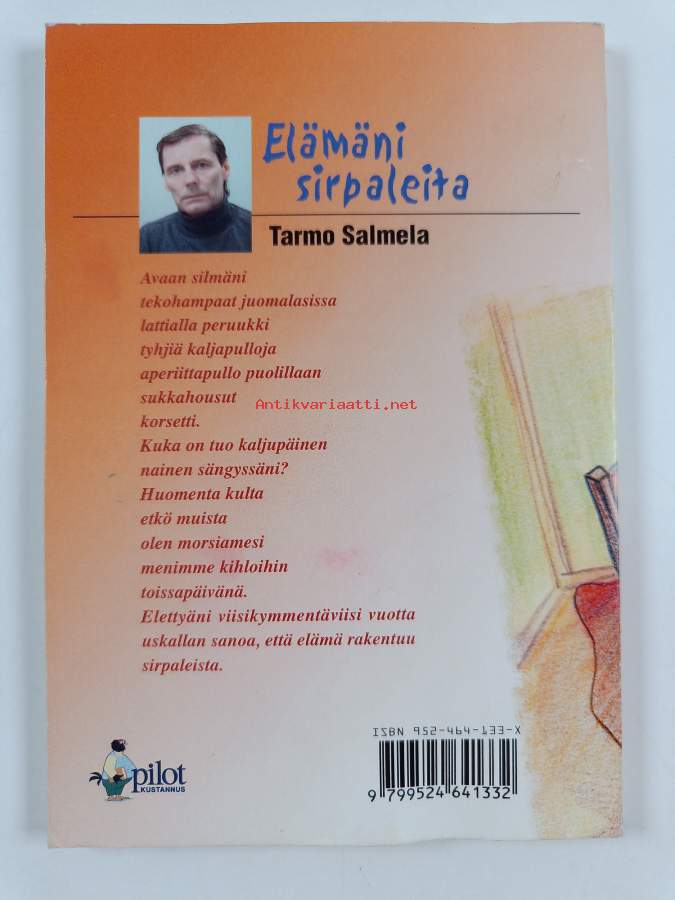 Elämäni
sirpaleita
Tarmo Salmela
Avaan silmäni
tekohampaat juomalasissa
lattialla peruukki
tyhjiä kaljapulloja
aperiittapullo puolillaan
sukkahousut
Antikvariaatti.net
korsetti.
Kuka on tuo kaljupäinen
nainen sängyssäni?
Huomenta kulta
etkö muista
olen morsiamesi
menimme kihloihin
toissapäivänä.
Elettyäni viisikymmentäviisi vuotta
uskallan sanoa, että elämä rakentuu
sirpaleista.
pilot
KUSTANNUS
ISBN 952-464-133-X
9 799524 641332